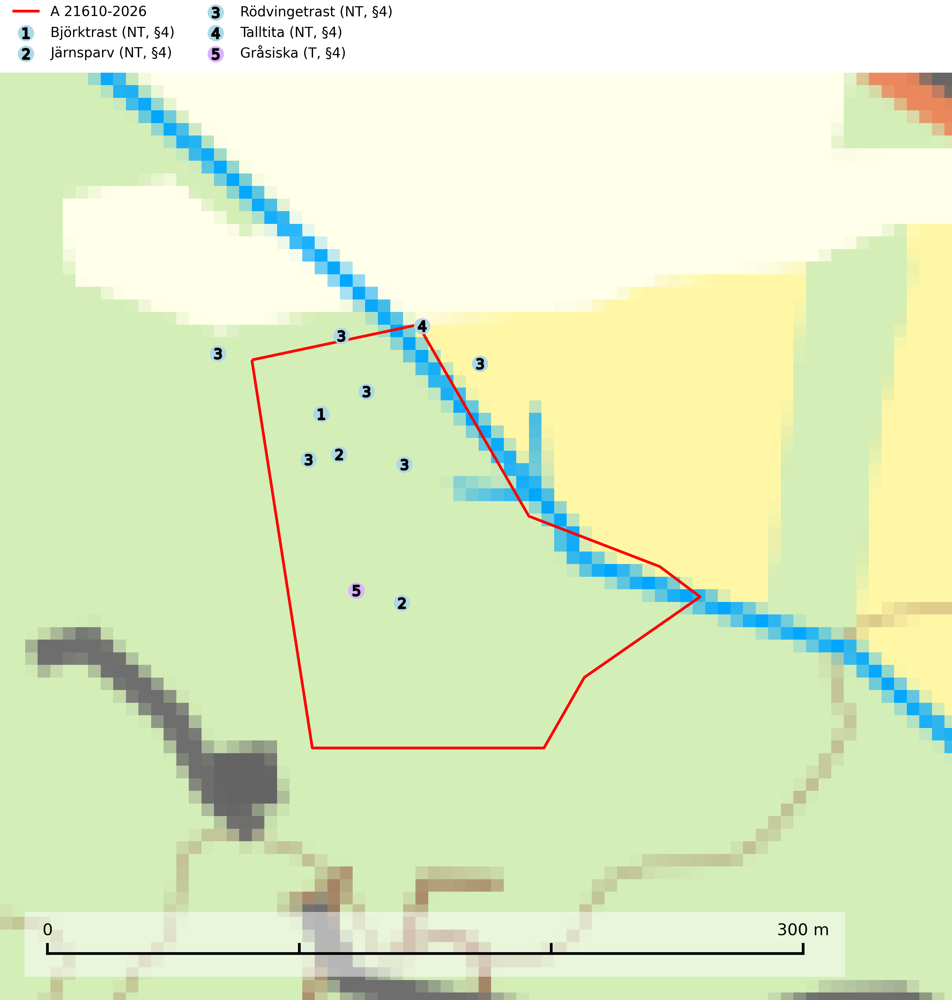 A 21610-2026
1 Björktrast (NT, §4)
2 Järnsparv (NT, §4)
3 Rödvingetrast (NT, §4)
4 Talltita (NT, §4)
5 Gråsiska (T, §4)
4
3
3
3
3
1
2
3
3
5
2
0 300 m